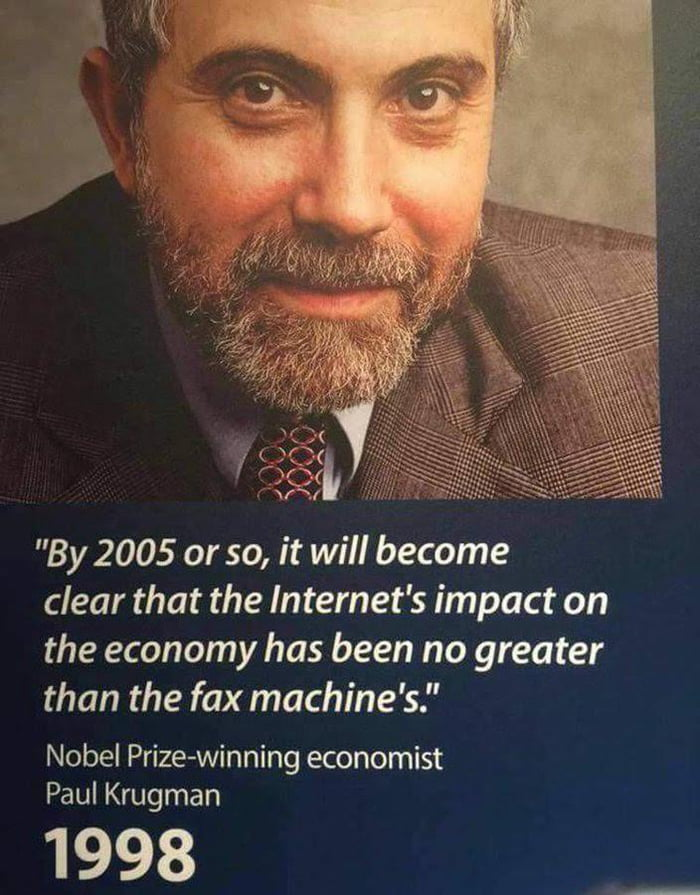 "By 2005 or so, it will become
clear that the Internet's impact on
the economy has been no greater
than the fax machine's."
Nobel Prize-winning economist
Paul Krugman
1998